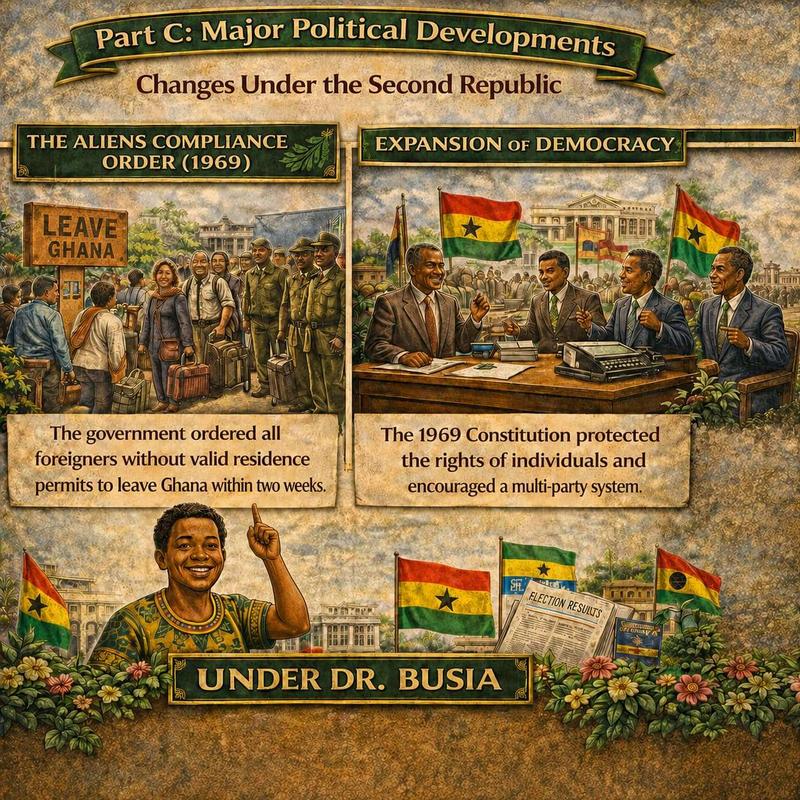 Part C: Major Political Developments
Changes Under the Second Republic
THE ALIENS COMPLIANCE
ORDER (1969)
LEAVE
GHANA
The government ordered all
foreigners without valid residence
permits to leave Ghana within two weeks.
EXPANSION OF DEMOCRACY
The 1969 Constitution protected
the rights of individuals and
encouraged a multi-party system.
ELECTION RESULTS
UNDER DR. BUSIA